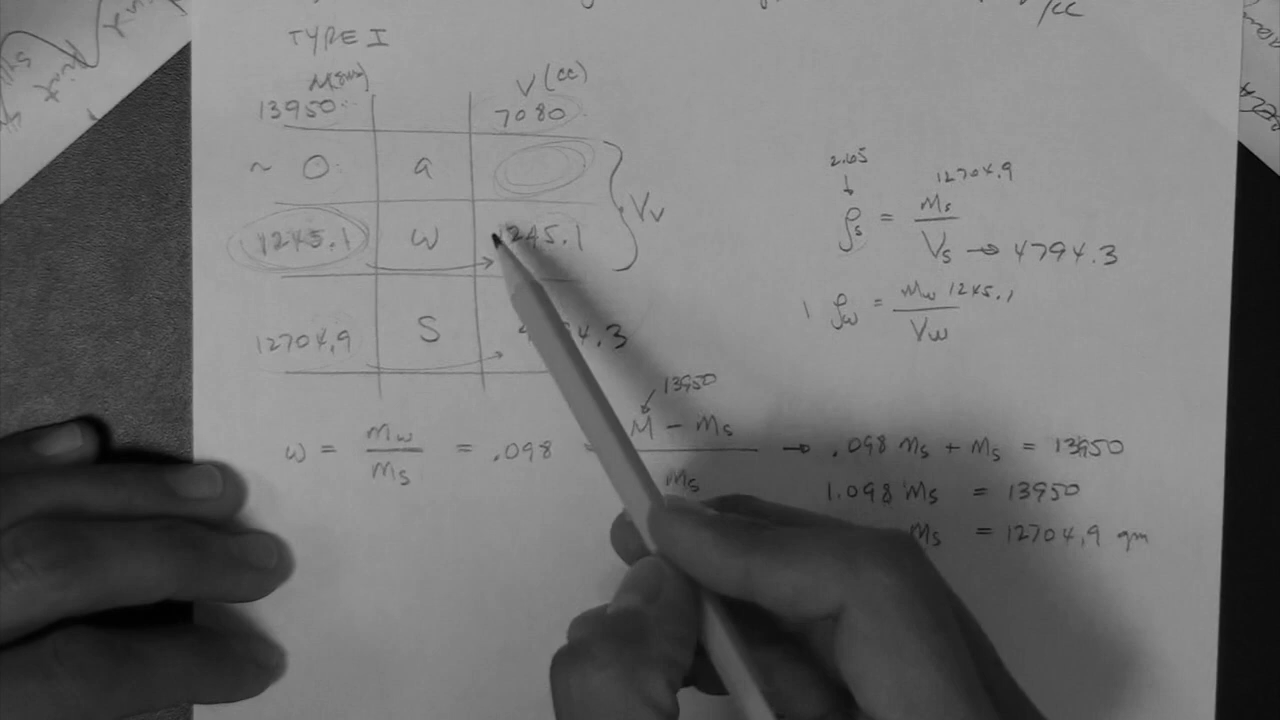 /cc
TYPE I
M(gm) V (cc)
13950 7080
~ 0 a
Vv
1245.1 w 1245.1
12704.9 S
2.65
12704.9
ρs = Ms / Vs → 4794.3
1 ρw = Mw 1245.1 / Vw
13950
w = Mw / Ms = .098 M - Ms / Ms → .098 Ms + Ms = 13950
1.098 Ms = 13950
Ms = 12704.9 gm